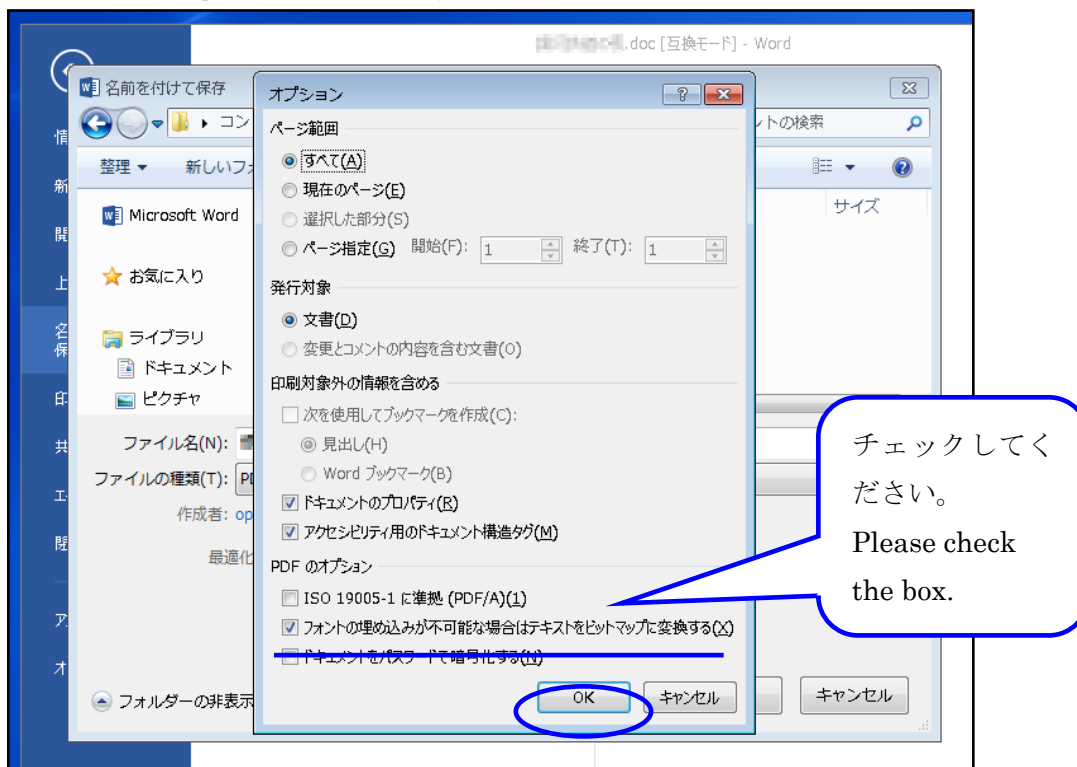 .doc [互換モード] - Word
名前を付けて保存
オプション
コン
ントの検索
整理 新しいフォ
ページ範囲
すべて(A)
現在のページ(E)
選択した部分(S)
ページ指定(G) 開始(F): 1 終了(T): 1
Microsoft Word
サイズ
お気に入り
ライブラリ
ドキュメント
ピクチャ
発行対象
文書(D)
変更とコメントの内容を含む文書(O)
印刷対象外の情報を含める
次を使用してブックマークを作成(C):
見出し(H)
Word ブックマーク(B)
ドキュメントのプロパティ(R)
アクセシビリティ用のドキュメント構造タグ(M)
ファイル名(N):
ファイルの種類(T): PD
作成者: op
最適化
PDF のオプション
ISO 19005-1 に準拠 (PDF/A)(1)
フォントの埋め込みが不可能な場合はテキストをビットマップに変換する(X)
ドキュメントをパスワードで暗号化する(N)
OK キャンセル
フォルダーの非表示
キャンセル
チェックしてく
ださい。
Please check
the box.
情
新
開
上
名
保
印
共
エ
閉
ア
オ